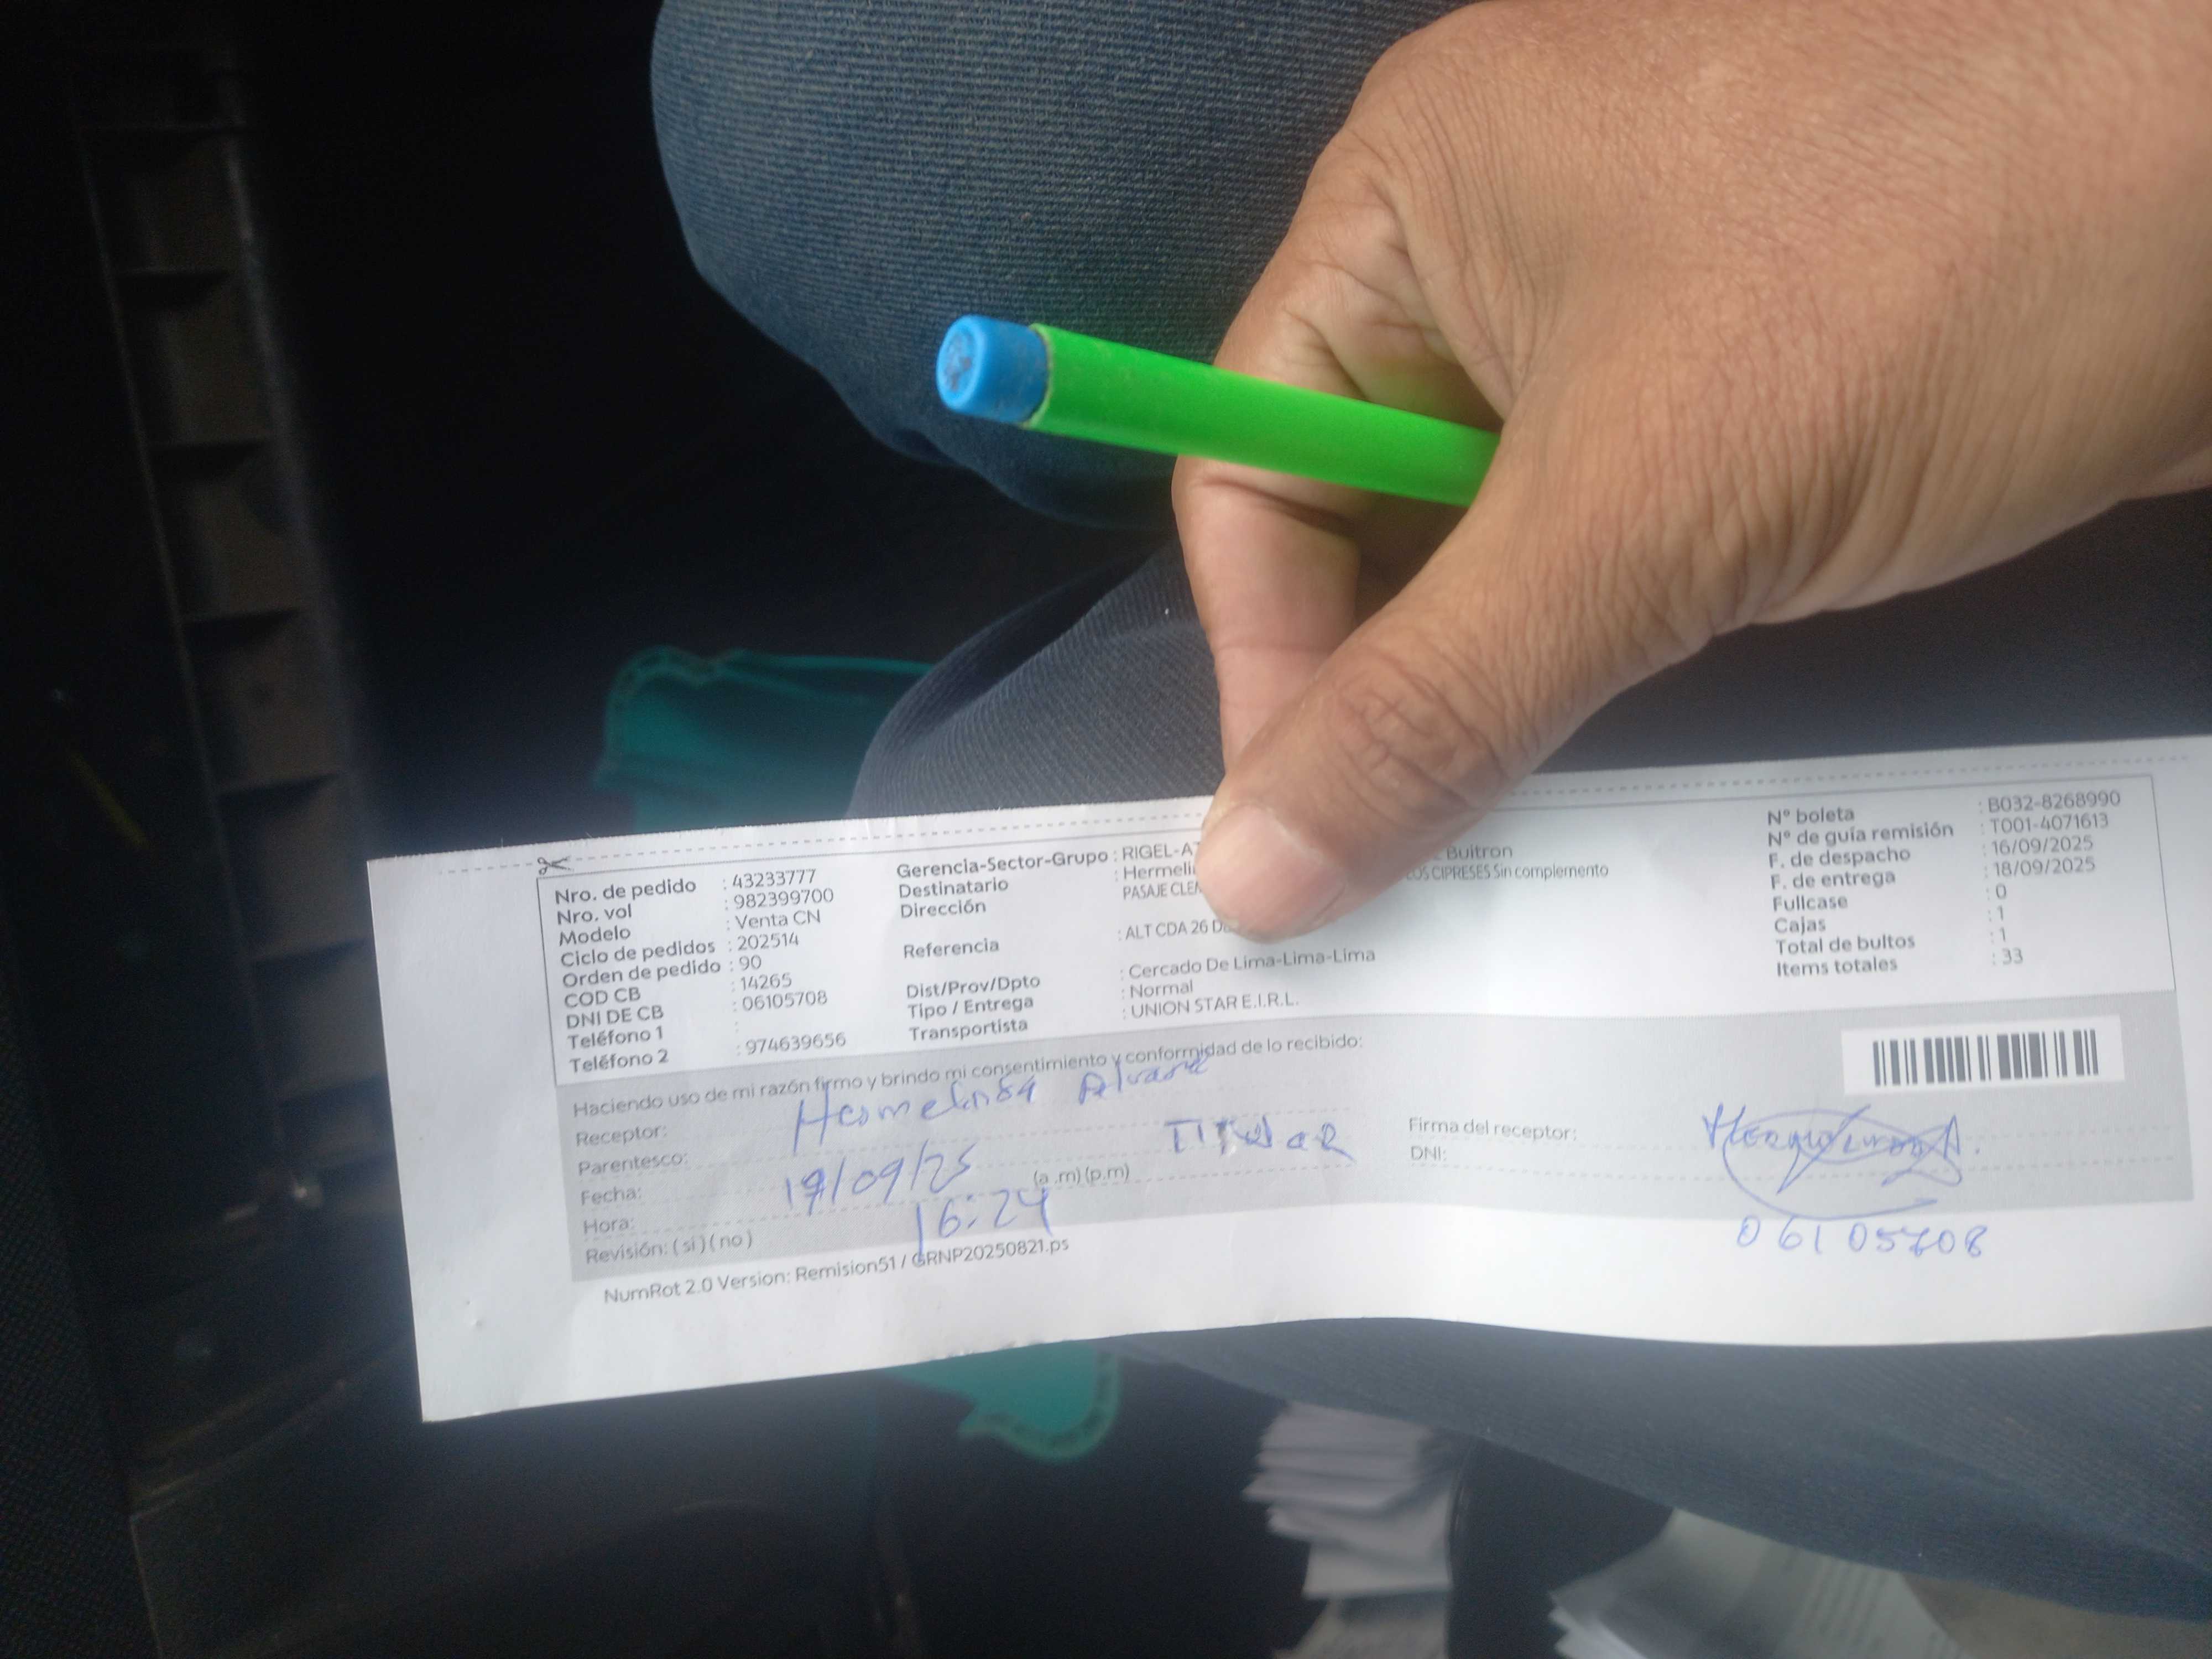 Nro. de pedido : 43233777
Nro. vol : 982399700
Modelo : Venta CN
Ciclo de pedidos : 202514
Orden de pedido : 90
COD CB : 14265
DNI DE CB : 06105708
Teléfono 1 :
Teléfono 2 : 974639656
Gerencia-Sector-Grupo : RIGEL-A
Destinatario : Hermeli Buitron
Dirección PASAJE CLE CIPRESES Sin complemento
Referencia : ALT CDA 26 D
Dist/Prov/Dpto : Cercado De Lima-Lima-Lima
Tipo / Entrega : Normal
Transportista : UNION STAR E.I.R.L.
N° boleta : B032-8268990
N° de guía remisión : T001-4071613
F. de despacho : 16/09/2025
F. de entrega : 18/09/2025
Fullcase : 0
Cajas : 1
Total de bultos : 1
Items totales : 33
Haciendo uso de mi razón firmo y brindo mi consentimiento y conformidad de lo recibido:
Receptor:
Parentesco: Titular
Fecha: /09/25
Hora: 16:24 (a .m) (p.m)
Revisión: ( si ) ( no )
Firma del receptor:
DNI: 06105708
NumRot 2.0 Version: Remision51 / GRNP20250821.ps